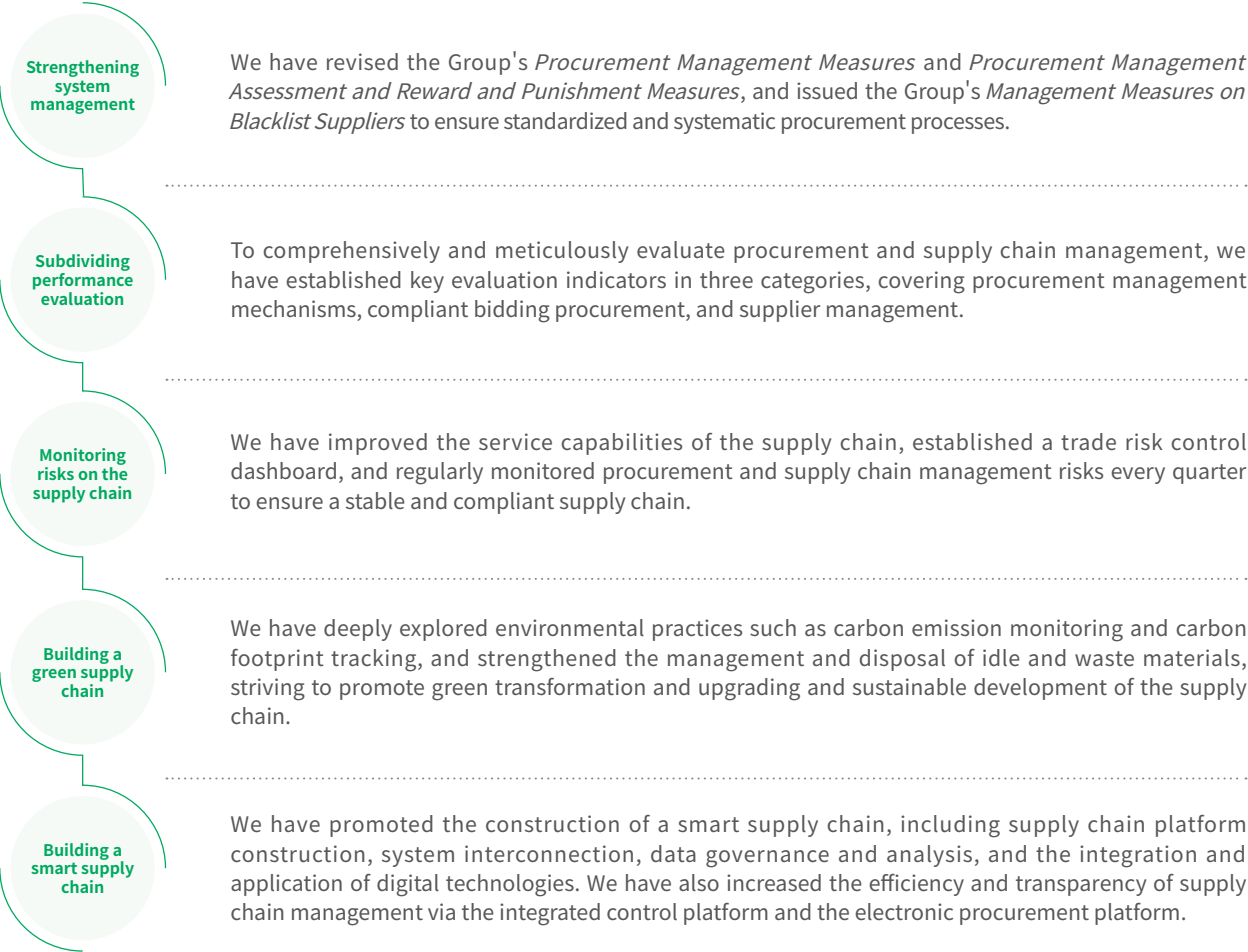 Strengthening
system
management
We have revised the Group's Procurement Management Measures and Procurement Management
Assessment and Reward and Punishment Measures, and issued the Group's Management Measures on
Blacklist Suppliers to ensure standardized and systematic procurement processes.
Subdividing
performance
evaluation
To comprehensively and meticulously evaluate procurement and supply chain management, we
have established key evaluation indicators in three categories, covering procurement management
mechanisms, compliant bidding procurement, and supplier management.
Monitoring
risks on the
supply chain
We have improved the service capabilities of the supply chain, established a trade risk control
dashboard, and regularly monitored procurement and supply chain management risks every quarter
to ensure a stable and compliant supply chain.
Building a
green supply
chain
We have deeply explored environmental practices such as carbon emission monitoring and carbon
footprint tracking, and strengthened the management and disposal of idle and waste materials,
striving to promote green transformation and upgrading and sustainable development of the supply
chain.
Building a
smart supply
chain
We have promoted the construction of a smart supply chain, including supply chain platform
construction, system interconnection, data governance and analysis, and the integration and
application of digital technologies. We have also increased the efficiency and transparency of supply
chain management via the integrated control platform and the electronic procurement platform.